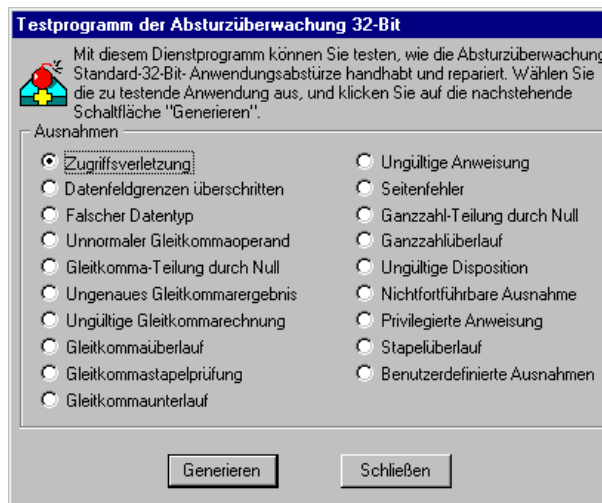 Testprogramm der Absturzüberwachung 32-Bit
Mit diesem Dienstprogramm können Sie testen, wie die Absturzüberwachung
Standard-32-Bit- Anwendungsabstürze handhabt und repariert. Wählen Sie
die zu testende Anwendung aus, und klicken Sie auf die nachstehende
Schaltfläche "Generieren".
Ausnahmen
Zugriffsverletzung
Datenfeldgrenzen überschritten
Falscher Datentyp
Unnormaler Gleitkommaoperand
Gleitkomma-Teilung durch Null
Ungenaues Gleitkommarergebnis
Ungültige Gleitkommarechnung
Gleitkommaüberlauf
Gleitkommastapelprüfung
Gleitkommaunterlauf
Ungültige Anweisung
Seitenfehler
Ganzzahl-Teilung durch Null
Ganzzahlüberlauf
Ungültige Disposition
Nichtfortführbare Ausnahme
Privilegierte Anweisung
Stapelüberlauf
Benutzerdefinierte Ausnahmen
Generieren
Schließen